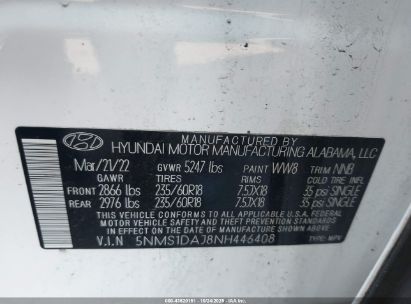 MANUFACTURED BY
HYUNDAI MOTOR MANUFACTURING ALABAMA, LLC
Mar/21/22 GVWR 5247 lbs PAINT WW8 TRIM NNB
GAWR TIRES RIMS COLD TIRE INFL
FRONT 2866 lbs 235/60R18 7.5JX18 35 psi SINGLE
REAR 2976 lbs 235/60R18 7.5JX18 35 psi SINGLE
THIS VEHICLE CONFORMS TO ALL APPLICABLE U.S.A. FEDERAL
MOTOR VEHICLE SAFETY AND THEFT PREVENTION STANDARDS
IN EFFECT ON THE DATE OF MANUFACTURE SHOWN ABOVE.
V.I.N 5NMS1DAJ8NH446408 TYPE: MPV